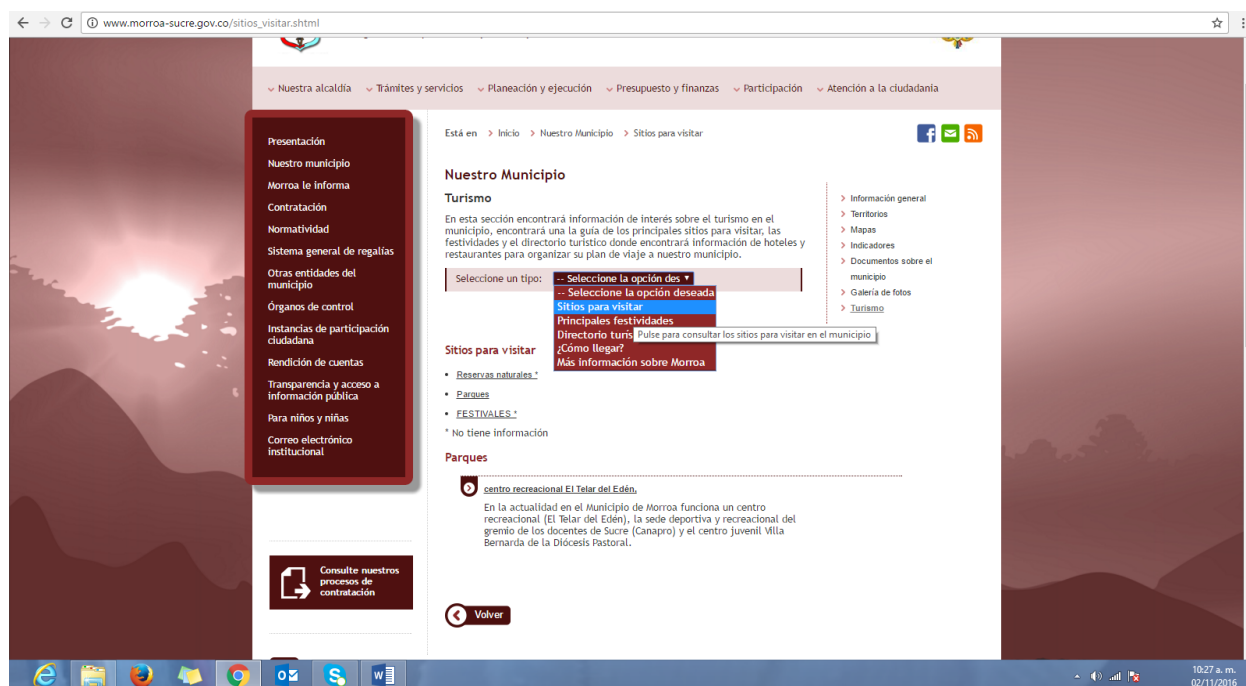 www.morroa-sucre.gov.co/sitios_visitar.shtml
Nuestra alcaldía Trámites y servicios Planeación y ejecución Presupuesto y finanzas Participación Atención a la ciudadanía
Presentación
Nuestro municipio
Morroa le informa
Contratación
Normatividad
Sistema general de regalías
Otras entidades del
municipio
Órganos de control
Instancias de participación
ciudadana
Rendición de cuentas
Transparencia y acceso a
información pública
Para niños y niñas
Correo electrónico
institucional
Consulte nuestros
procesos de
contratación
Está en > Inicio > Nuestro Municipio > Sitios para visitar
Nuestro Municipio
Turismo
En esta sección encontrará información de interés sobre el turismo en el
municipio, encontrará una la guía de los principales sitios para visitar, las
festividades y el directorio turistico donde encontrará información de hoteles y
restaurantes para organizar su plan de viaje a nuestro municipio.
Seleccione un tipo: -- Seleccione la opción des
-- Seleccione la opción deseada
Sitios para visitar
Principales festividades
Directorio turís
Pulse para consultar los sitios para visitar en el municipio
¿Cómo llegar?
Más información sobre Morroa
Sitios para visitar
Reservas naturales *
Parques
FESTIVALES *
* No tiene información
Parques
centro recreacional El Telar del Edén,
En la actualidad en el Municipio de Morroa funciona un centro
recreacional (El Telar del Edén), la sede deportiva y recreacional del
gremio de los docentes de Sucre (Canapro) y el centro juvenil Villa
Bernarda de la Diócesis Pastoral.
Volver
Información general
Territorios
Mapas
Indicadores
Documentos sobre el
municipio
Galería de fotos
Turismo
10:27 a. m.
02/11/2016